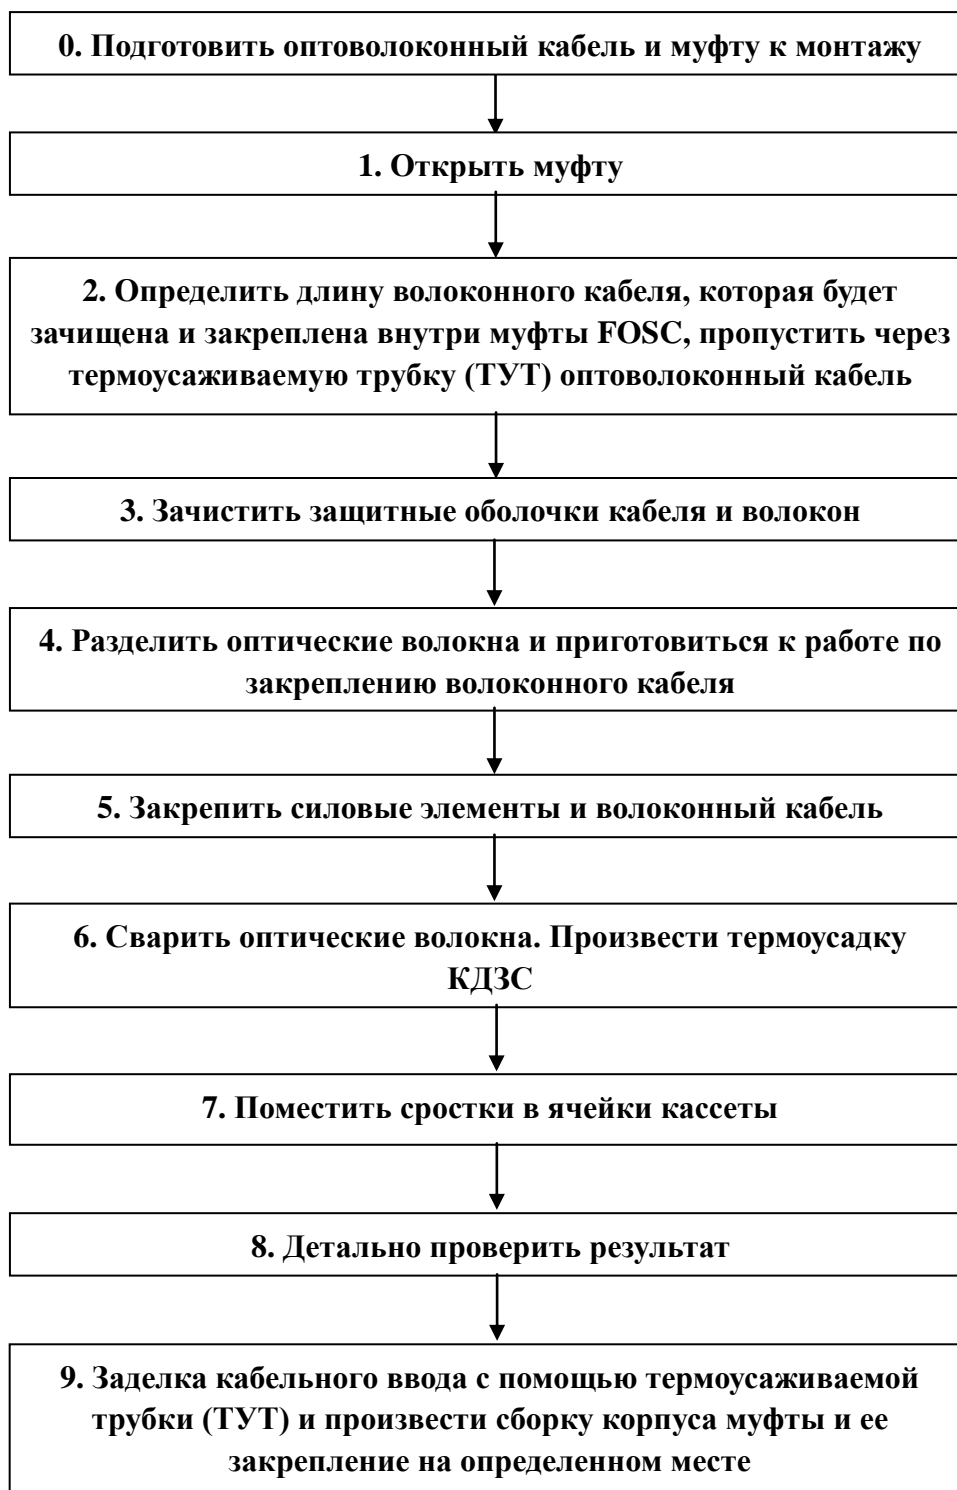 0. Подготовить оптоволоконный кабель и муфту к монтажу
1. Открыть муфту
2. Определить длину волоконного кабеля, которая будет
зачищена и закреплена внутри муфты FOSC, пропустить через
термоусаживаемую трубку (ТУТ) оптоволоконный кабель
3. Зачистить защитные оболочки кабеля и волокон
4. Разделить оптические волокна и приготовиться к работе по
закреплению волоконного кабеля
5. Закрепить силовые элементы и волоконный кабель
6. Сварить оптические волокна. Произвести термоусадку
КДЗС
7. Поместить сростки в ячейки кассеты
8. Детально проверить результат
9. Заделка кабельного ввода с помощью термоусаживаемой
трубки (ТУТ) и произвести сборку корпуса муфты и ее
закрепление на определенном месте